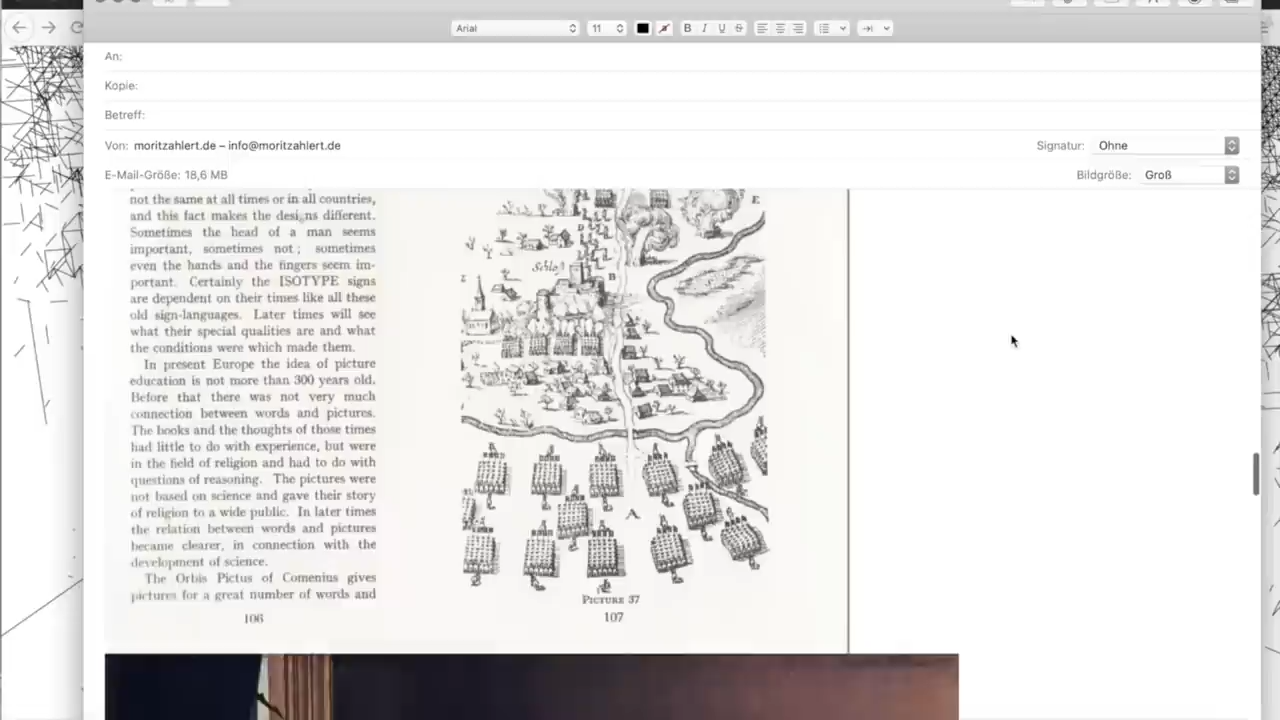 Arial
11
B I U S
An:
Kopie:
Betreff:
Von: moritzahlert.de – info@moritzahlert.de
Signatur: Ohne
E-Mail-Größe: 18,6 MB
Bildgröße: Groß
not the same at all times or in all countries,
and this fact makes the designs different.
Sometimes the head of a man seems
important, sometimes not; sometimes
even the hands and the fingers seem im-
portant. Certainly the ISOTYPE signs
are dependent on their times like all these
old sign-languages. Later times will see
what their special qualities are and what
the conditions were which made them.
In present Europe the idea of picture
education is not more than 300 years old.
Before that there was not very much
connection between words and pictures.
The books and the thoughts of those times
had little to do with experience, but were
in the field of religion and had to do with
questions of reasoning. The pictures were
not based on science and gave their story
of religion to a wide public. In later times
the relation between words and pictures
became clearer, in connection with the
development of science.
The Orbis Pictus of Comenius gives
pictures for a great number of words and
106
E
Schloß
B
A
PICTURE 37
107